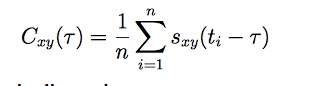 C_{xy}(\tau) = \frac{1}{n} \sum_{i=1}^{n} s_{xy}(t_i - \tau)